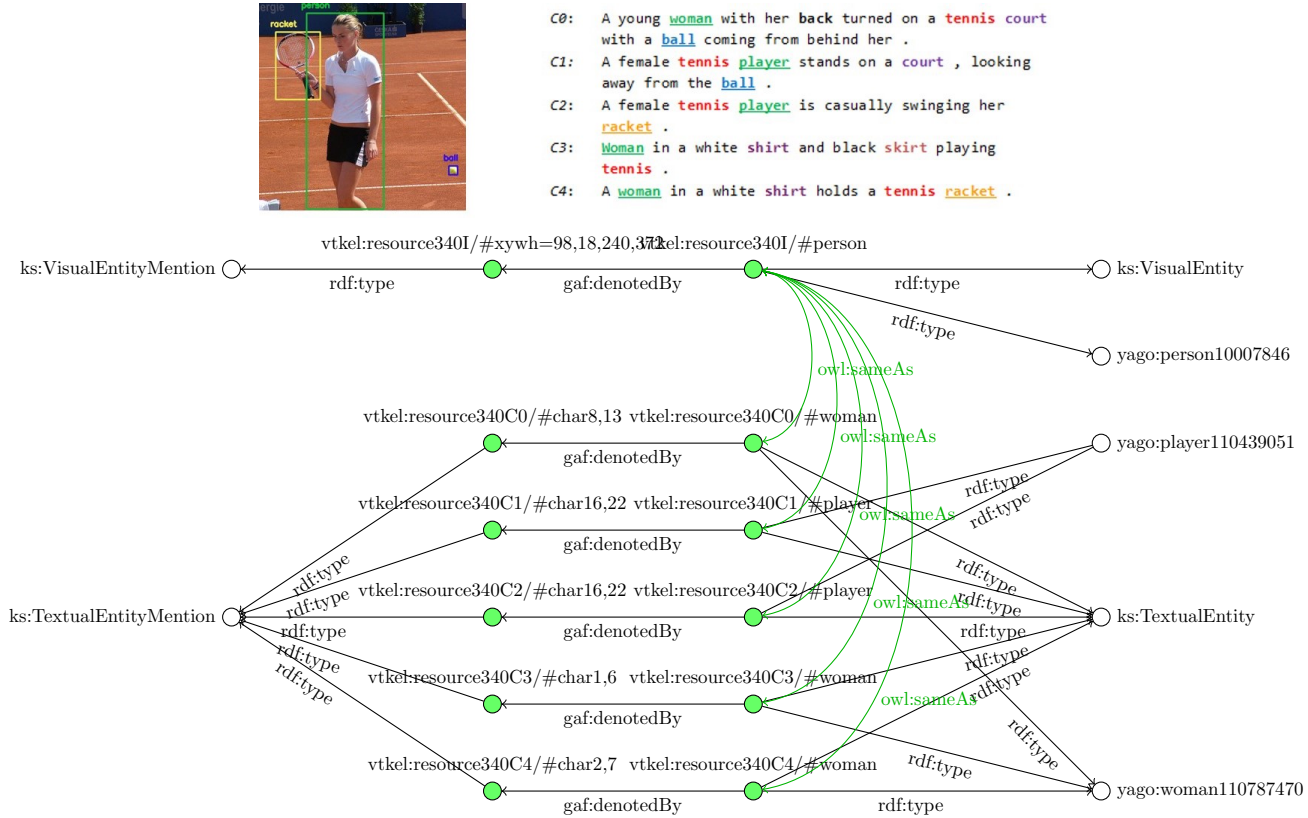 ergie
person
racket
ball
C0: A young woman with her back turned on a tennis court
with a ball coming from behind her .
C1: A female tennis player stands on a court , looking
away from the ball .
C2: A female tennis player is casually swinging her
racket .
C3: Woman in a white shirt and black skirt playing
tennis .
C4: A woman in a white shirt holds a tennis racket .
vtkel:resource340I/#xywh=98,18,240,372
vtkel:resource340I/#person
ks:VisualEntityMention
ks:VisualEntity
rdf:type
gaf:denotedBy
rdf:type
rdf:type
yago:person10007846
owl:sameAs
vtkel:resource340C0/#char8,13
vtkel:resource340C0/#woman
owl:sameAs
yago:player110439051
gaf:denotedBy
rdf:type
vtkel:resource340C1/#char16,22
vtkel:resource340C1/#player
rdf:type
owl:sameAs
gaf:denotedBy
rdf:type
rdf:type
vtkel:resource340C2/#char16,22
vtkel:resource340C2/#player
rdf:type
owl:sameAs
rdf:type
ks:TextualEntityMention
ks:TextualEntity
rdf:type
gaf:denotedBy
rdf:type
rdf:type
rdf:type
rdf:type
rdf:type
vtkel:resource340C3/#char1,6
vtkel:resource340C3/#woman
owl:sameAs
gaf:denotedBy
rdf:type
vtkel:resource340C4/#char2,7
vtkel:resource340C4/#woman
rdf:type
yago:woman110787470
gaf:denotedBy
rdf:type